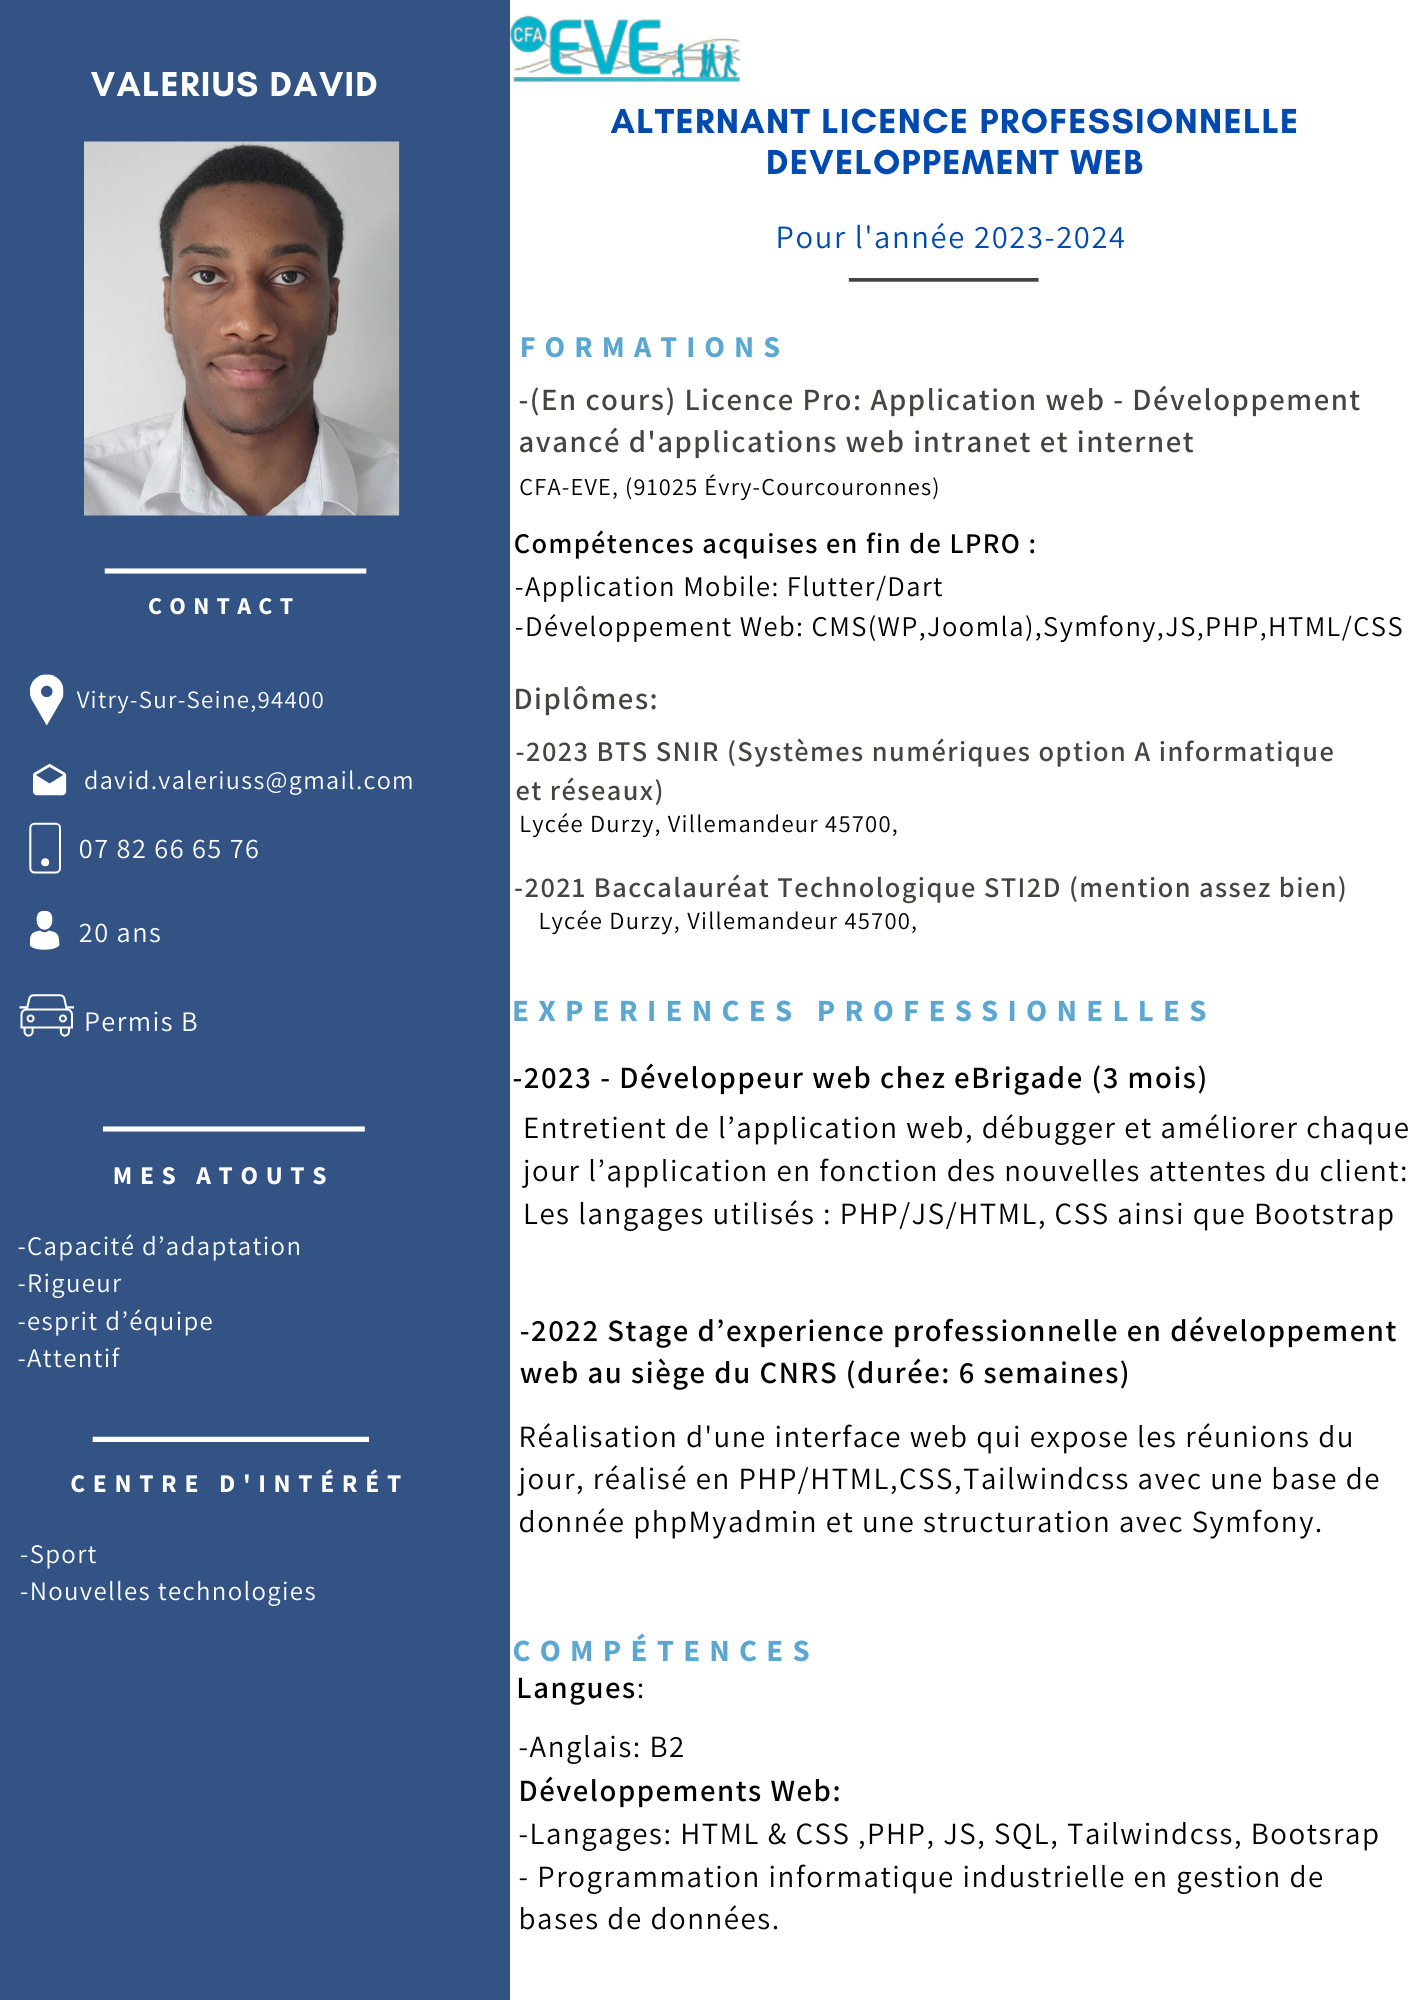 VALERIUS DAVID
CONTACT
Vitry-Sur-Seine,94400
david.valeriuss@gmail.com
07 82 66 65 76
20 ans
Permis B
MES ATOUTS
-Capacité d’adaptation
-Rigueur
-esprit d’équipe
-Attentif
CENTRE D'INTÉRÉT
-Sport
-Nouvelles technologies
CFA EVE
ALTERNANT LICENCE PROFESSIONNELLE
DEVELOPPEMENT WEB
Pour l'année 2023-2024
FORMATIONS
-(En cours) Licence Pro: Application web - Développement
avancé d'applications web intranet et internet
CFA-EVE, (91025 Évry-Courcouronnes)
Compétences acquises en fin de LPRO :
-Application Mobile: Flutter/Dart
-Développement Web: CMS(WP,Joomla),Symfony,JS,PHP,HTML/CSS
Diplômes:
-2023 BTS SNIR (Systèmes numériques option A informatique
et réseaux)
Lycée Durzy, Villemandeur 45700,
-2021 Baccalauréat Technologique STI2D (mention assez bien)
Lycée Durzy, Villemandeur 45700,
EXPERIENCES PROFESSIONELLES
-2023 - Développeur web chez eBrigade (3 mois)
Entretient de l’application web, débugger et améliorer chaque
jour l’application en fonction des nouvelles attentes du client:
Les langages utilisés : PHP/JS/HTML, CSS ainsi que Bootstrap
-2022 Stage d’experience professionnelle en développement
web au siège du CNRS (durée: 6 semaines)
Réalisation d'une interface web qui expose les réunions du
jour, réalisé en PHP/HTML,CSS,Tailwindcss avec une base de
donnée phpMyadmin et une structuration avec Symfony.
COMPÉTENCES
Langues:
-Anglais: B2
Développements Web:
-Langages: HTML & CSS ,PHP, JS, SQL, Tailwindcss, Bootsrap
- Programmation informatique industrielle en gestion de
bases de données.